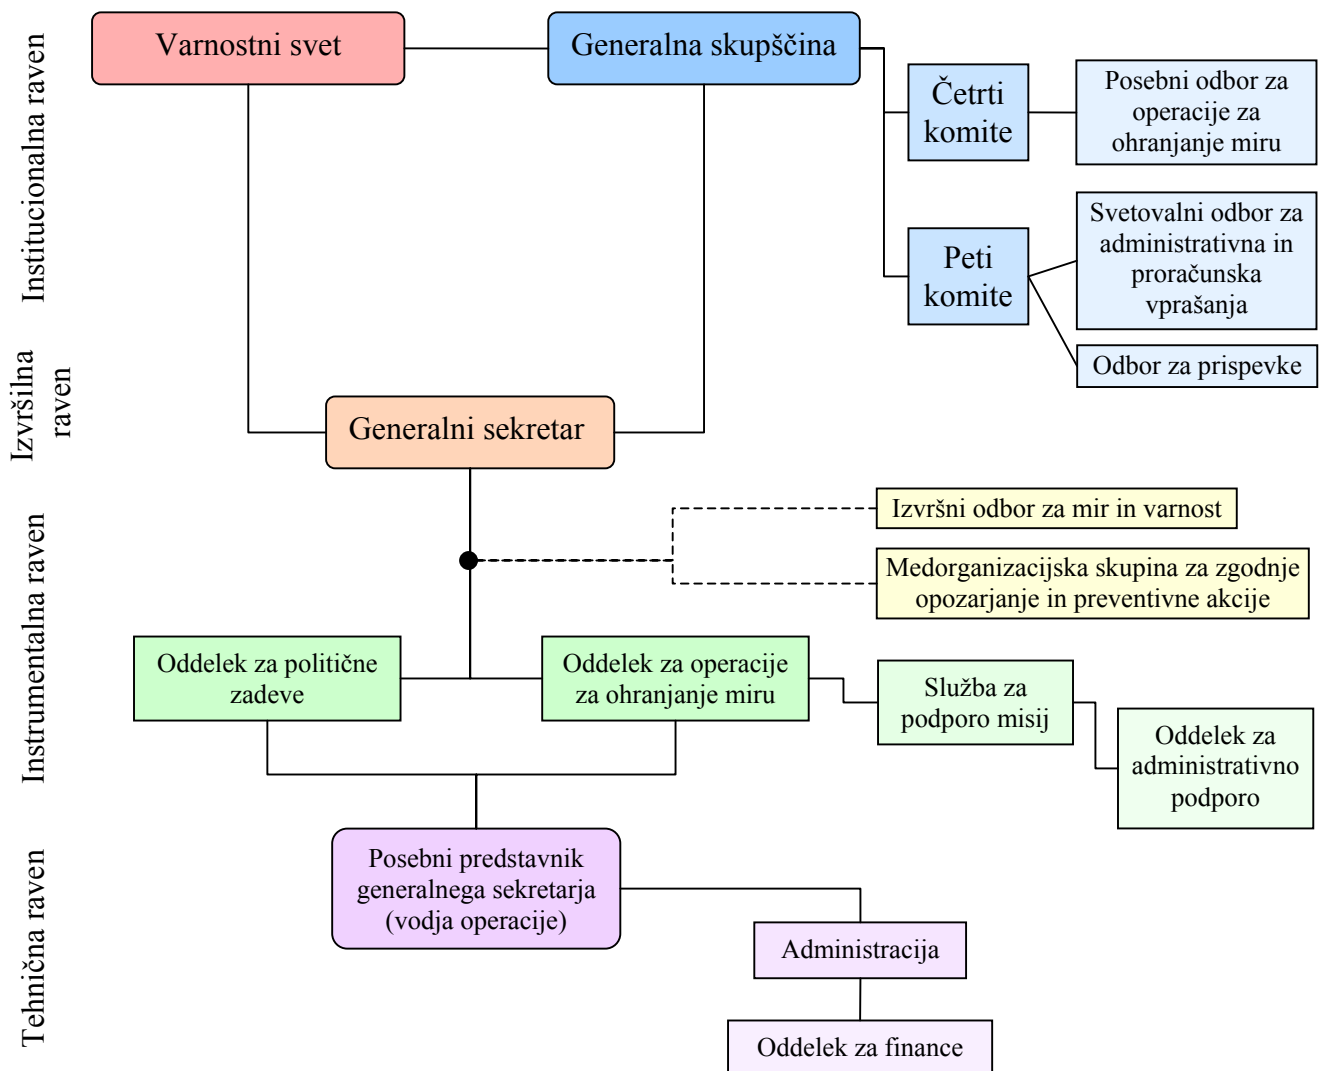 Institucionalna raven
Varnostni svet
Generalna skupščina
Četrti
komite
Posebni odbor za
operacije za
ohranjanje miru
Peti
komite
Svetovalni odbor za
administrativna in
proračunska
vprašanja
Odbor za prispevke
Izvršilna
raven
Generalni sekretar
Instrumentalna raven
Izvršni odbor za mir in varnost
Medorganizacijska skupina za zgodnje
opozarjanje in preventivne akcije
Oddelek za politične
zadeve
Oddelek za operacije
za ohranjanje miru
Služba za
podporo misij
Oddelek za
administrativno
podporo
Tehnična raven
Posebni predstavnik
generalnega sekretarja
(vodja operacije)
Administracija
Oddelek za finance